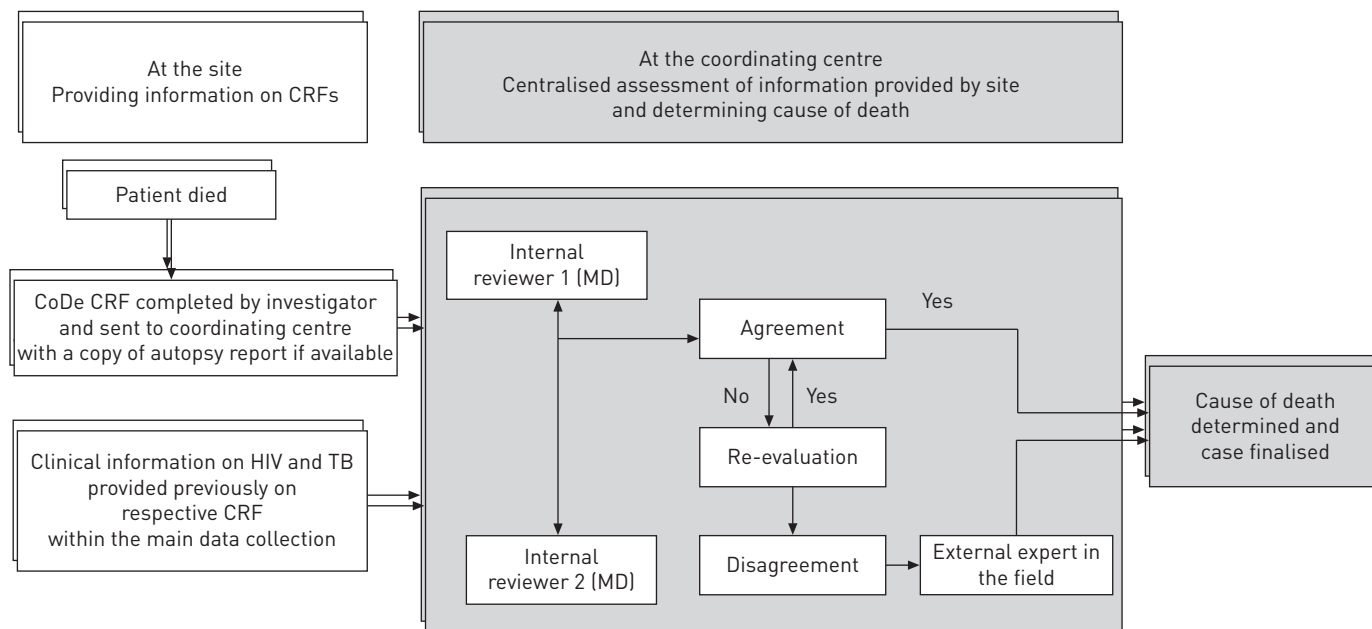 At the site
Providing information on CRFs
At the coordinating centre
Centralised assessment of information provided by site
and determining cause of death
Patient died
CoDe CRF completed by investigator
and sent to coordinating centre
with a copy of autopsy report if available
Clinical information on HIV and TB
provided previously on
respective CRF
within the main data collection
Internal
reviewer 1 (MD)
Internal
reviewer 2 (MD)
Agreement
Yes
No
Yes
Re-evaluation
Disagreement
External expert in
the field
Cause of death
determined and
case finalised